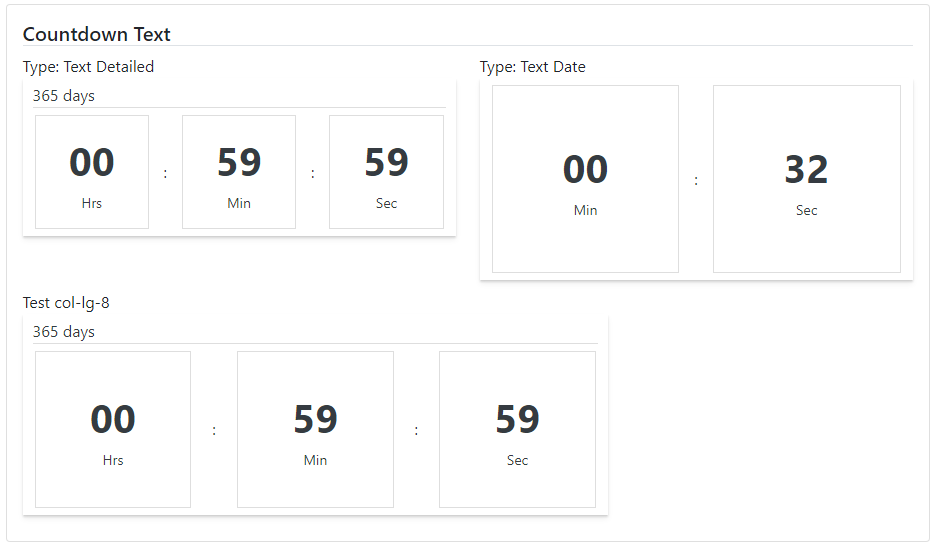 Countdown Text
Type: Text Detailed
365 days
00 : 59 : 59
Hrs Min Sec
Type: Text Date
00 : 32
Min Sec
Test col-lg-8
365 days
00 : 59 : 59
Hrs Min Sec